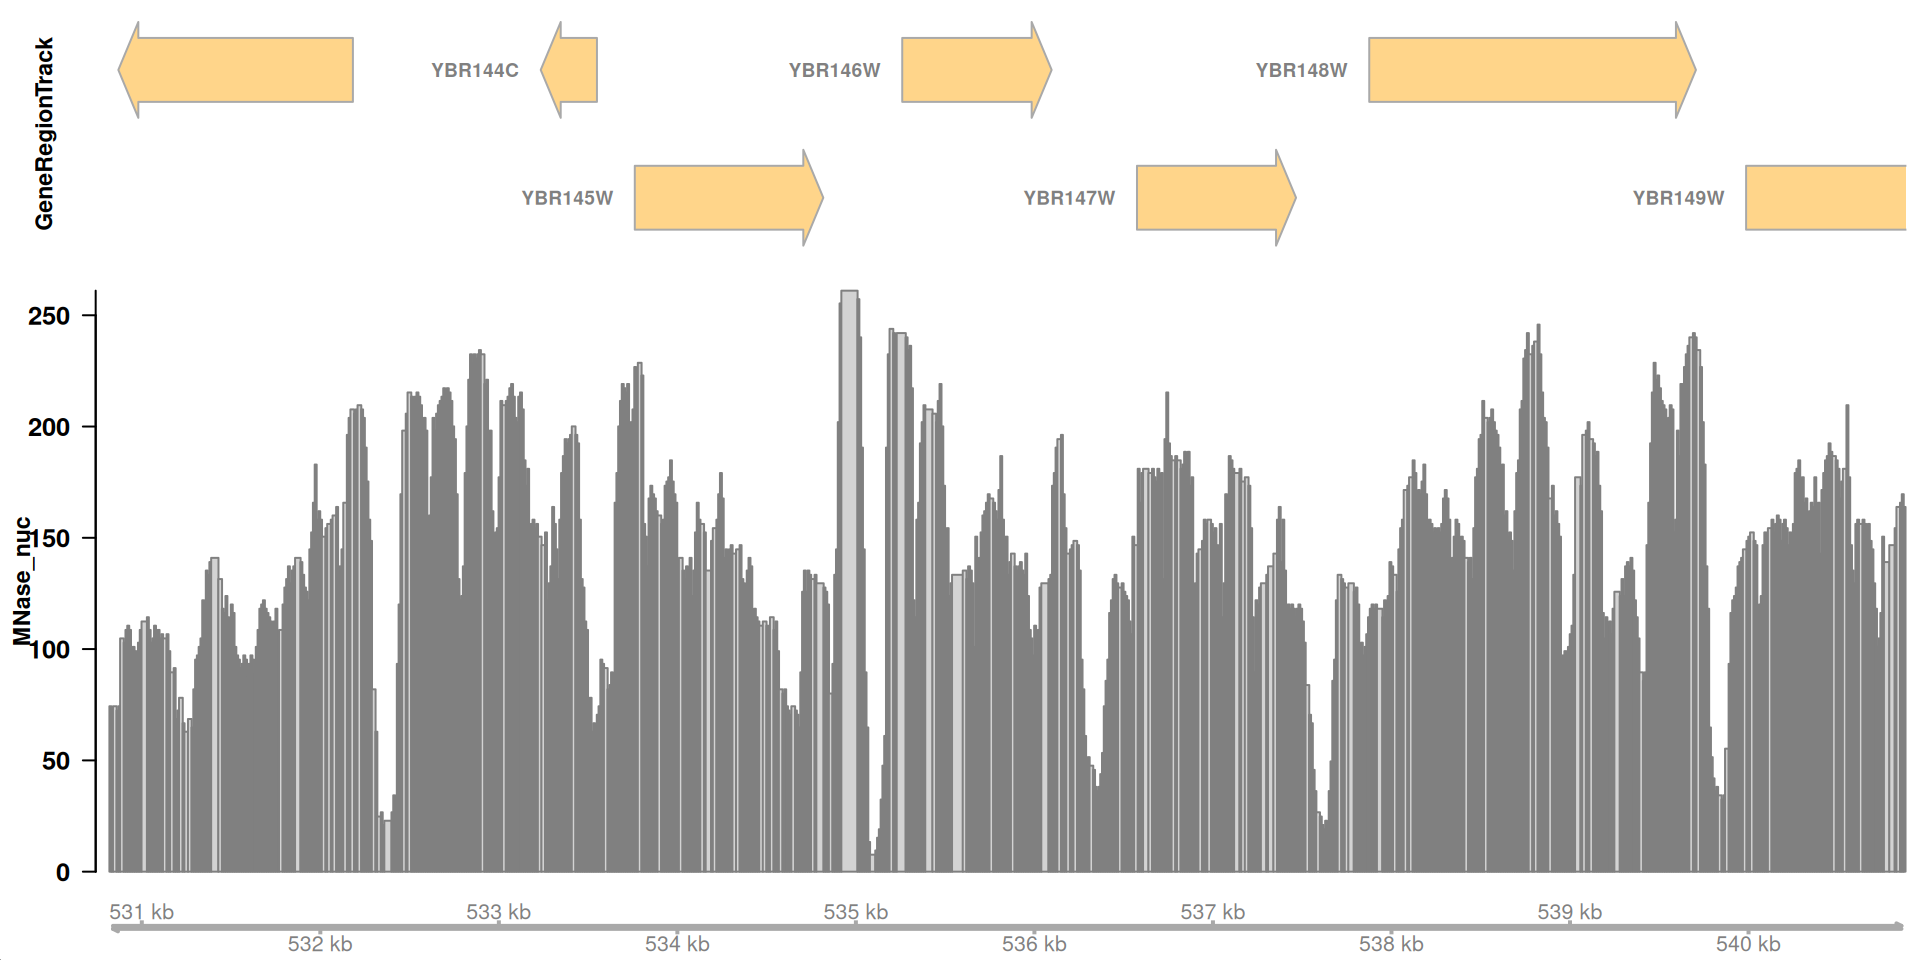 GeneRegionTrack
YBR144C
YBR146W
YBR148W
YBR145W
YBR147W
YBR149W
MNase_nuc
250
200
150
100
50
0
531 kb
533 kb
535 kb
537 kb
539 kb
532 kb
534 kb
536 kb
538 kb
540 kb